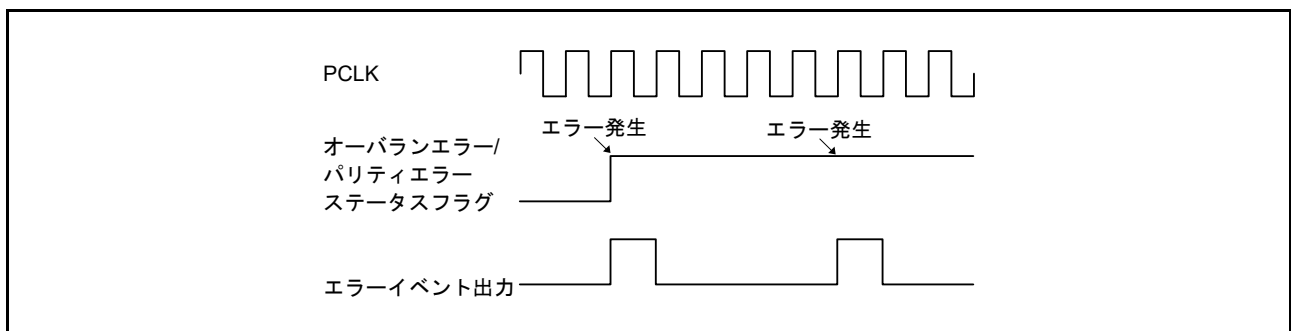 PCLK
エラー発生
エラー発生
オーバランエラー/
パリティエラー
ステータスフラグ
エラーイベント出力